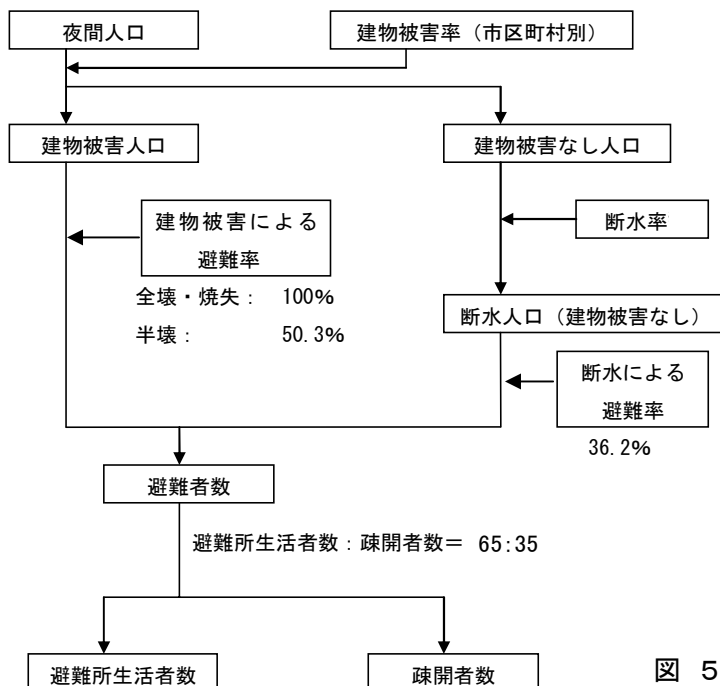 夜間人口
建物被害率（市区町村別）
建物被害人口
建物被害なし人口
建物被害による
避難率
全壊・焼失： 100%
半壊： 50.3%
断水率
断水人口（建物被害なし）
断水による
避難率
36.2%
避難者数
避難所生活者数：疎開者数＝ 65:35
避難所生活者数
疎開者数
図 5